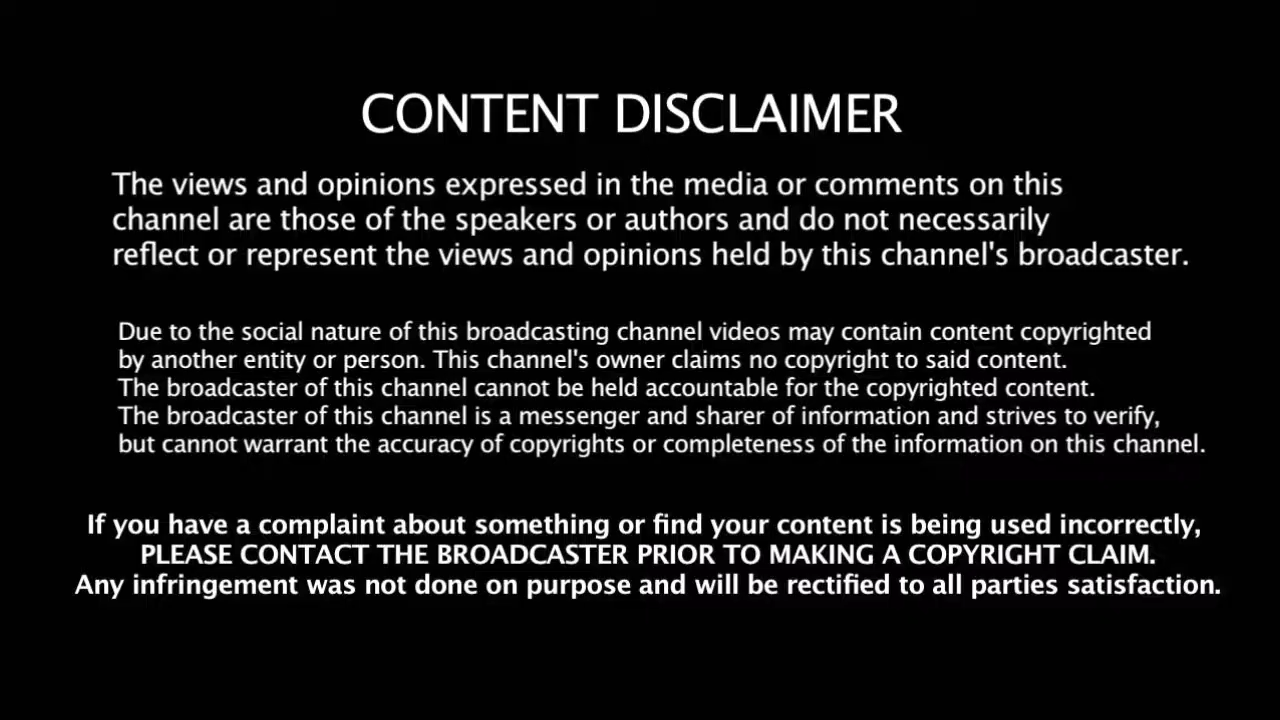 CONTENT DISCLAIMER
The views and opinions expressed in the media or comments on this
channel are those of the speakers or authors and do not necessarily
reflect or represent the views and opinions held by this channel's broadcaster.
Due to the social nature of this broadcasting channel videos may contain content copyrighted
by another entity or person. This channel's owner claims no copyright to said content.
The broadcaster of this channel cannot be held accountable for the copyrighted content.
The broadcaster of this channel is a messenger and sharer of information and strives to verify,
but cannot warrant the accuracy of copyrights or completeness of the information on this channel.
If you have a complaint about something or find your content is being used incorrectly,
PLEASE CONTACT THE BROADCASTER PRIOR TO MAKING A COPYRIGHT CLAIM.
Any infringement was not done on purpose and will be rectified to all parties satisfaction.